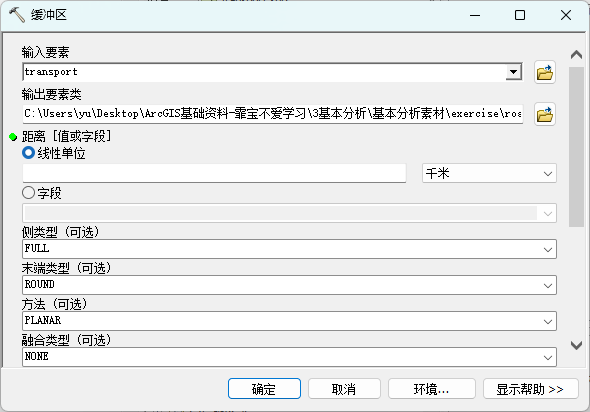 缓冲区
输入要素
transport
输出要素类
C:\Users\yu\Desktop\ArcGIS基础资料-霏宝不爱学习\3基本分析\基本分析素材\exercise\roa
距离 [值或字段]
线性单位
千米
字段
侧类型 (可选)
FULL
末端类型 (可选)
ROUND
方法 (可选)
PLANAR
融合类型 (可选)
NONE
确定
取消
环境...
显示帮助 >>